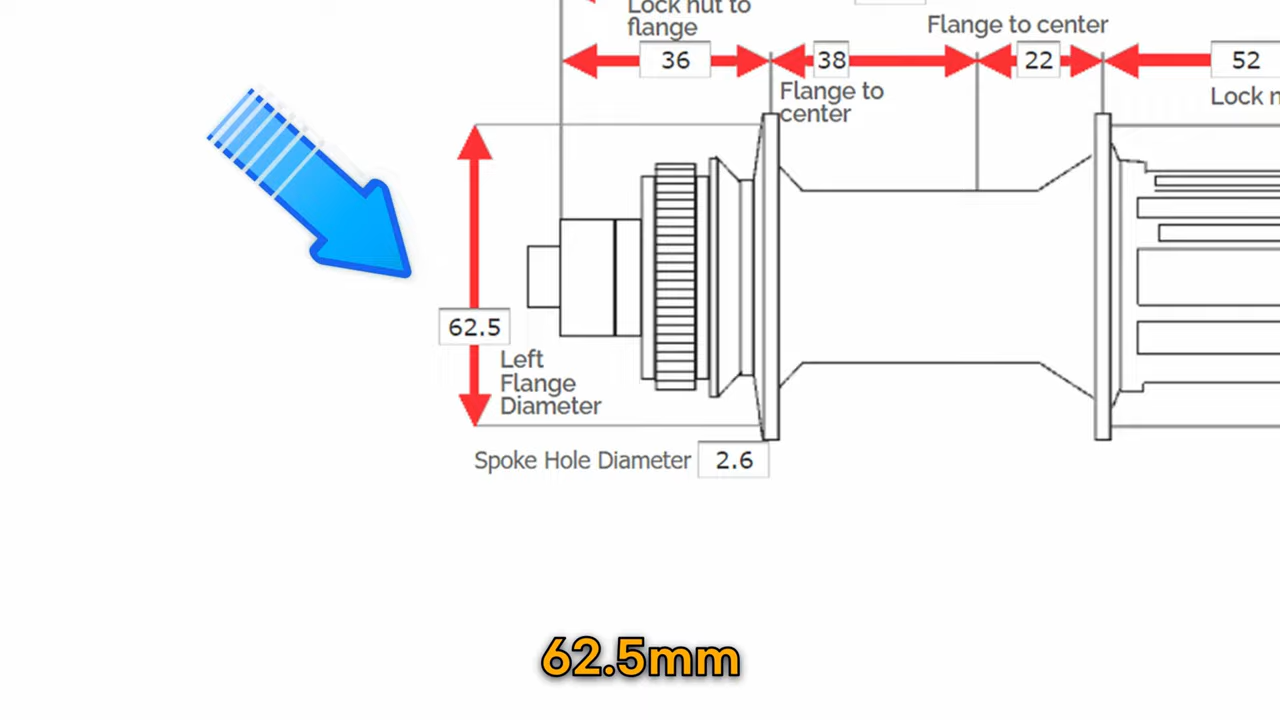 Lock nut to
flange
Flange to center
36
38
22
52
Flange to
center
Lock n
62.5
Left
Flange
Diameter
Spoke Hole Diameter 2.6
62.5mm